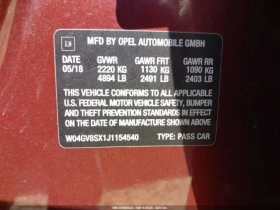 GM
MFD BY OPEL AUTOMOBILE GMBH
05/18 GVWR GAWR FRT GAWR RR
2220 KG 1130 KG 1090 KG
4894 LB 2491 LB 2403 LB
THIS VEHICLE CONFORMS TO ALL APPLICABLE
U.S. FEDERAL MOTOR VEHICLE SAFETY, BUMPER
AND THEFT PREVENTION STANDARDS IN EFFECT
ON THE DATE OF MANUFACTURE SHOWN ABOVE.
W04GV8SX1J1154540 TYPE: PASS CAR